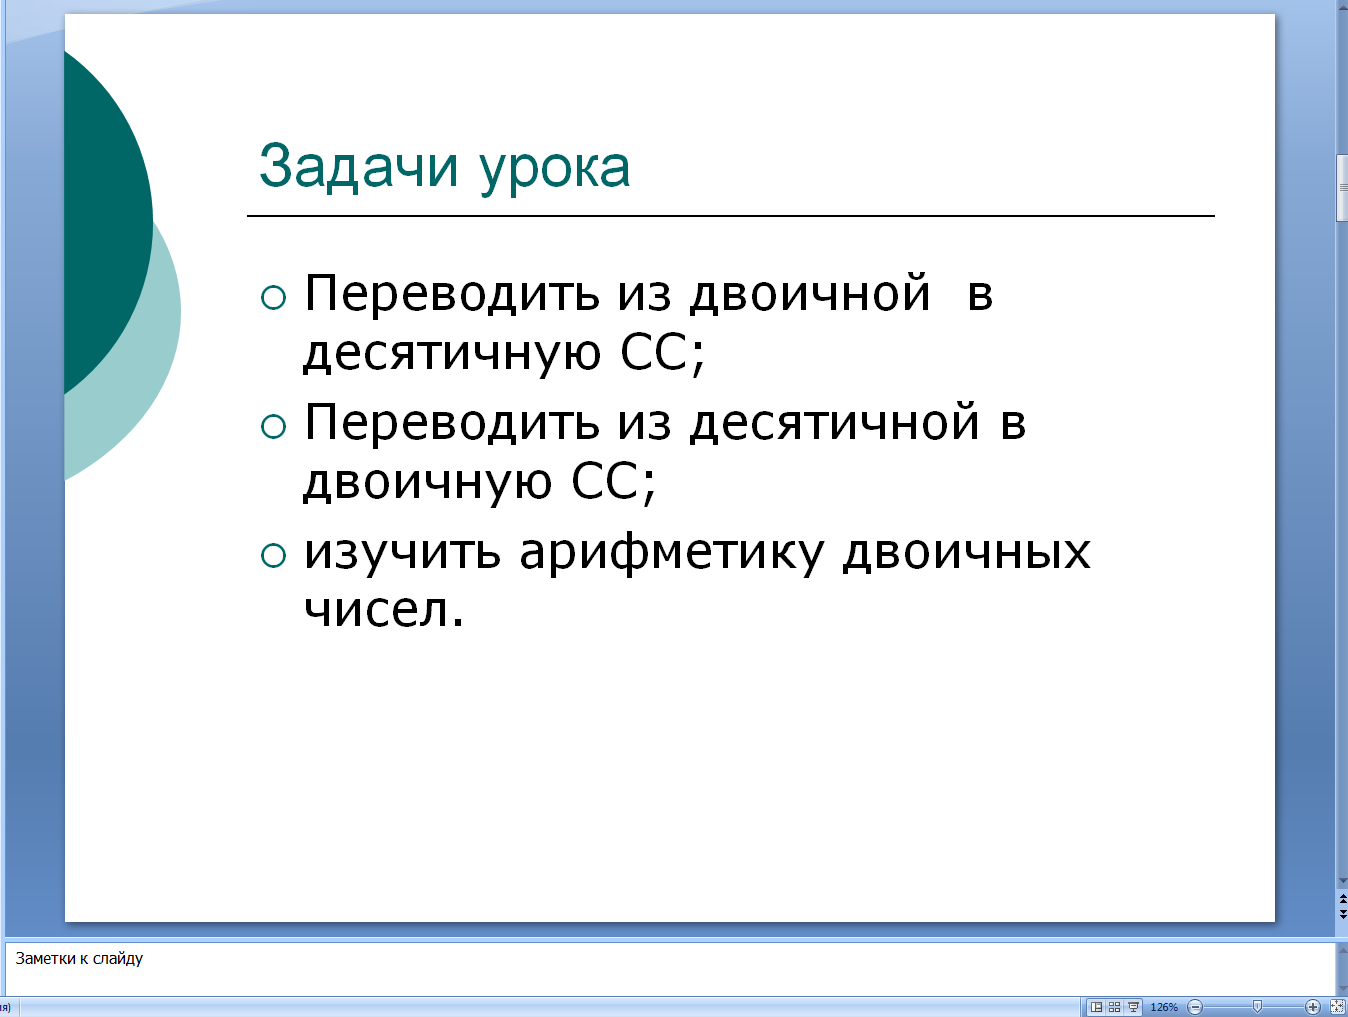 Задачи урока
Переводить из двоичной в
десятичную СС;
Переводить из десятичной в
двоичную СС;
изучить арифметику двоичных
чисел.
Заметки к слайду
126%